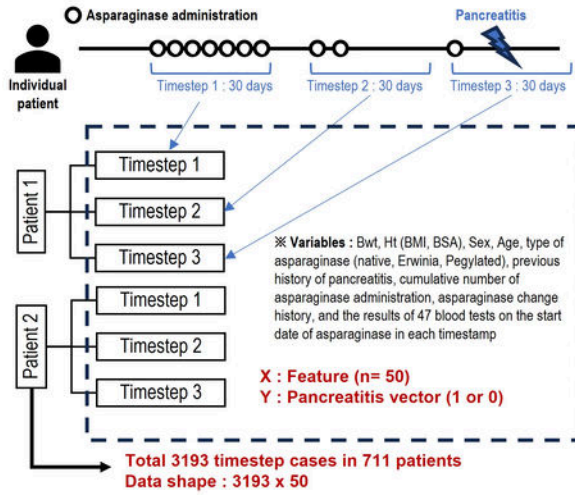 Asparaginase administration
Pancreatitis
Individual
patient
Timestep 1 : 30 days
Timestep 2 : 30 days
Timestep 3 : 30 days
Patient 1
Timestep 1
Timestep 2
Timestep 3
Patient 2
Timestep 1
Timestep 2
Timestep 3
※ Variables : Bwt, Ht (BMI, BSA), Sex, Age, type of
asparaginase (native, Erwinia, Pegylated), previous
history of pancreatitis, cumulative number of
asparaginase administration, asparaginase change
history, and the results of 47 blood tests on the start
date of asparaginase in each timestamp
X : Feature (n= 50)
Y : Pancreatitis vector (1 or 0)
Total 3193 timestep cases in 711 patients
Data shape : 3193 x 50